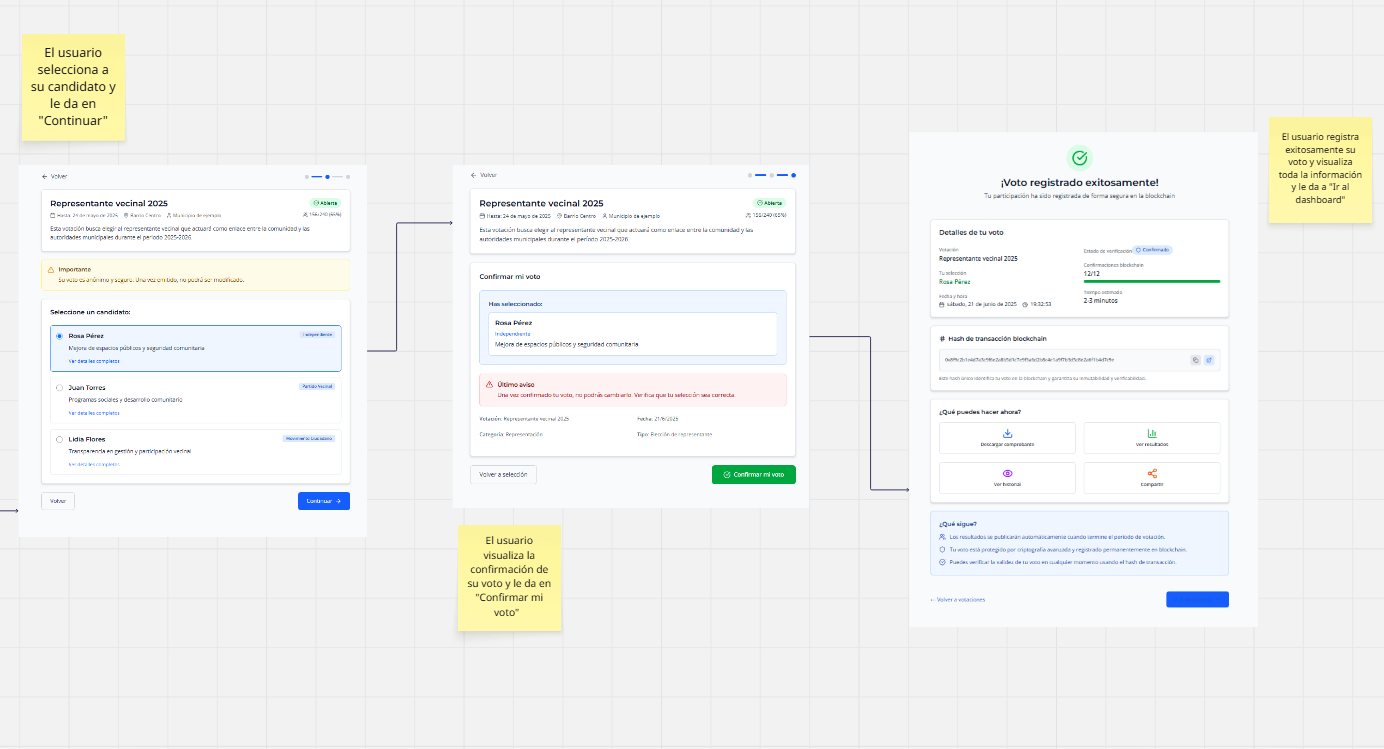 El usuario
selecciona a
su candidato y
le da en
"Continuar"
← Volver
Representante vecinal 2025
Abierta
Hasta: 24 de mayo de 2025 Barrio Centro Municipio de ejemplo
156/240 (65%)
Esta votación busca elegir al representante vecinal que actuará como enlace entre la comunidad y las
autoridades municipales durante el período 2025-2026.
Importante
Su voto es anónimo y seguro. Una vez emitido, no podrá ser modificado.
Seleccione un candidato:
Rosa Pérez
Independiente
Mejora de espacios públicos y seguridad comunitaria
Ver detalles completos
Juan Torres
Partido Vecinal
Programas sociales y desarrollo comunitario
Ver detalles completos
Lidia Flores
Movimiento Ciudadano
Transparencia en gestión y participación vecinal
Ver detalles completos
Volver
Continuar →
← Volver
Representante vecinal 2025
Abierta
Hasta: 24 de mayo de 2025 Barrio Centro Municipio de ejemplo
156/240 (65%)
Esta votación busca elegir al representante vecinal que actuará como enlace entre la comunidad y las
autoridades municipales durante el período 2025-2026.
Confirmar mi voto
Has seleccionado:
Rosa Pérez
Independiente
Mejora de espacios públicos y seguridad comunitaria
Último aviso
Una vez confirmado tu voto, no podrás cambiarlo. Verifica que tu selección sea correcta.
Votación: Representante vecinal 2025
Fecha: 21/6/2025
Categoría: Representación
Tipo: Elección de representante
Volver a selección
Confirmar mi voto
El usuario
visualiza la
confirmación de
su voto y le da en
"Confirmar mi
voto"
¡Voto registrado exitosamente!
Tu participación ha sido registrada de forma segura en la blockchain
Detalles de tu voto
Votación
Representante vecinal 2025
Tu selección
Rosa Pérez
Fecha y hora
sábado, 21 de junio de 2025 19:32:53
Estado de verificación Confirmado
Confirmaciones blockchain
12/12
Tiempo estimado
2-3 minutos
# Hash de transacción blockchain
Este hash único identifica tu voto en la blockchain y garantiza su inmutabilidad y verificabilidad.
¿Qué puedes hacer ahora?
Descargar comprobante
Ver resultados
Ver historial
Compartir
¿Qué sigue?
Los resultados se publicarán automáticamente cuando termine el periodo de votación.
Tu voto está protegido por criptografía avanzada y registrado permanentemente en blockchain.
Puedes verificar la validez de tu voto en cualquier momento usando el hash de transacción.
← Volver a votaciones
El usuario registra
exitosamente su
voto y visualiza
toda la información
y le da a "Ir al
dashboard"